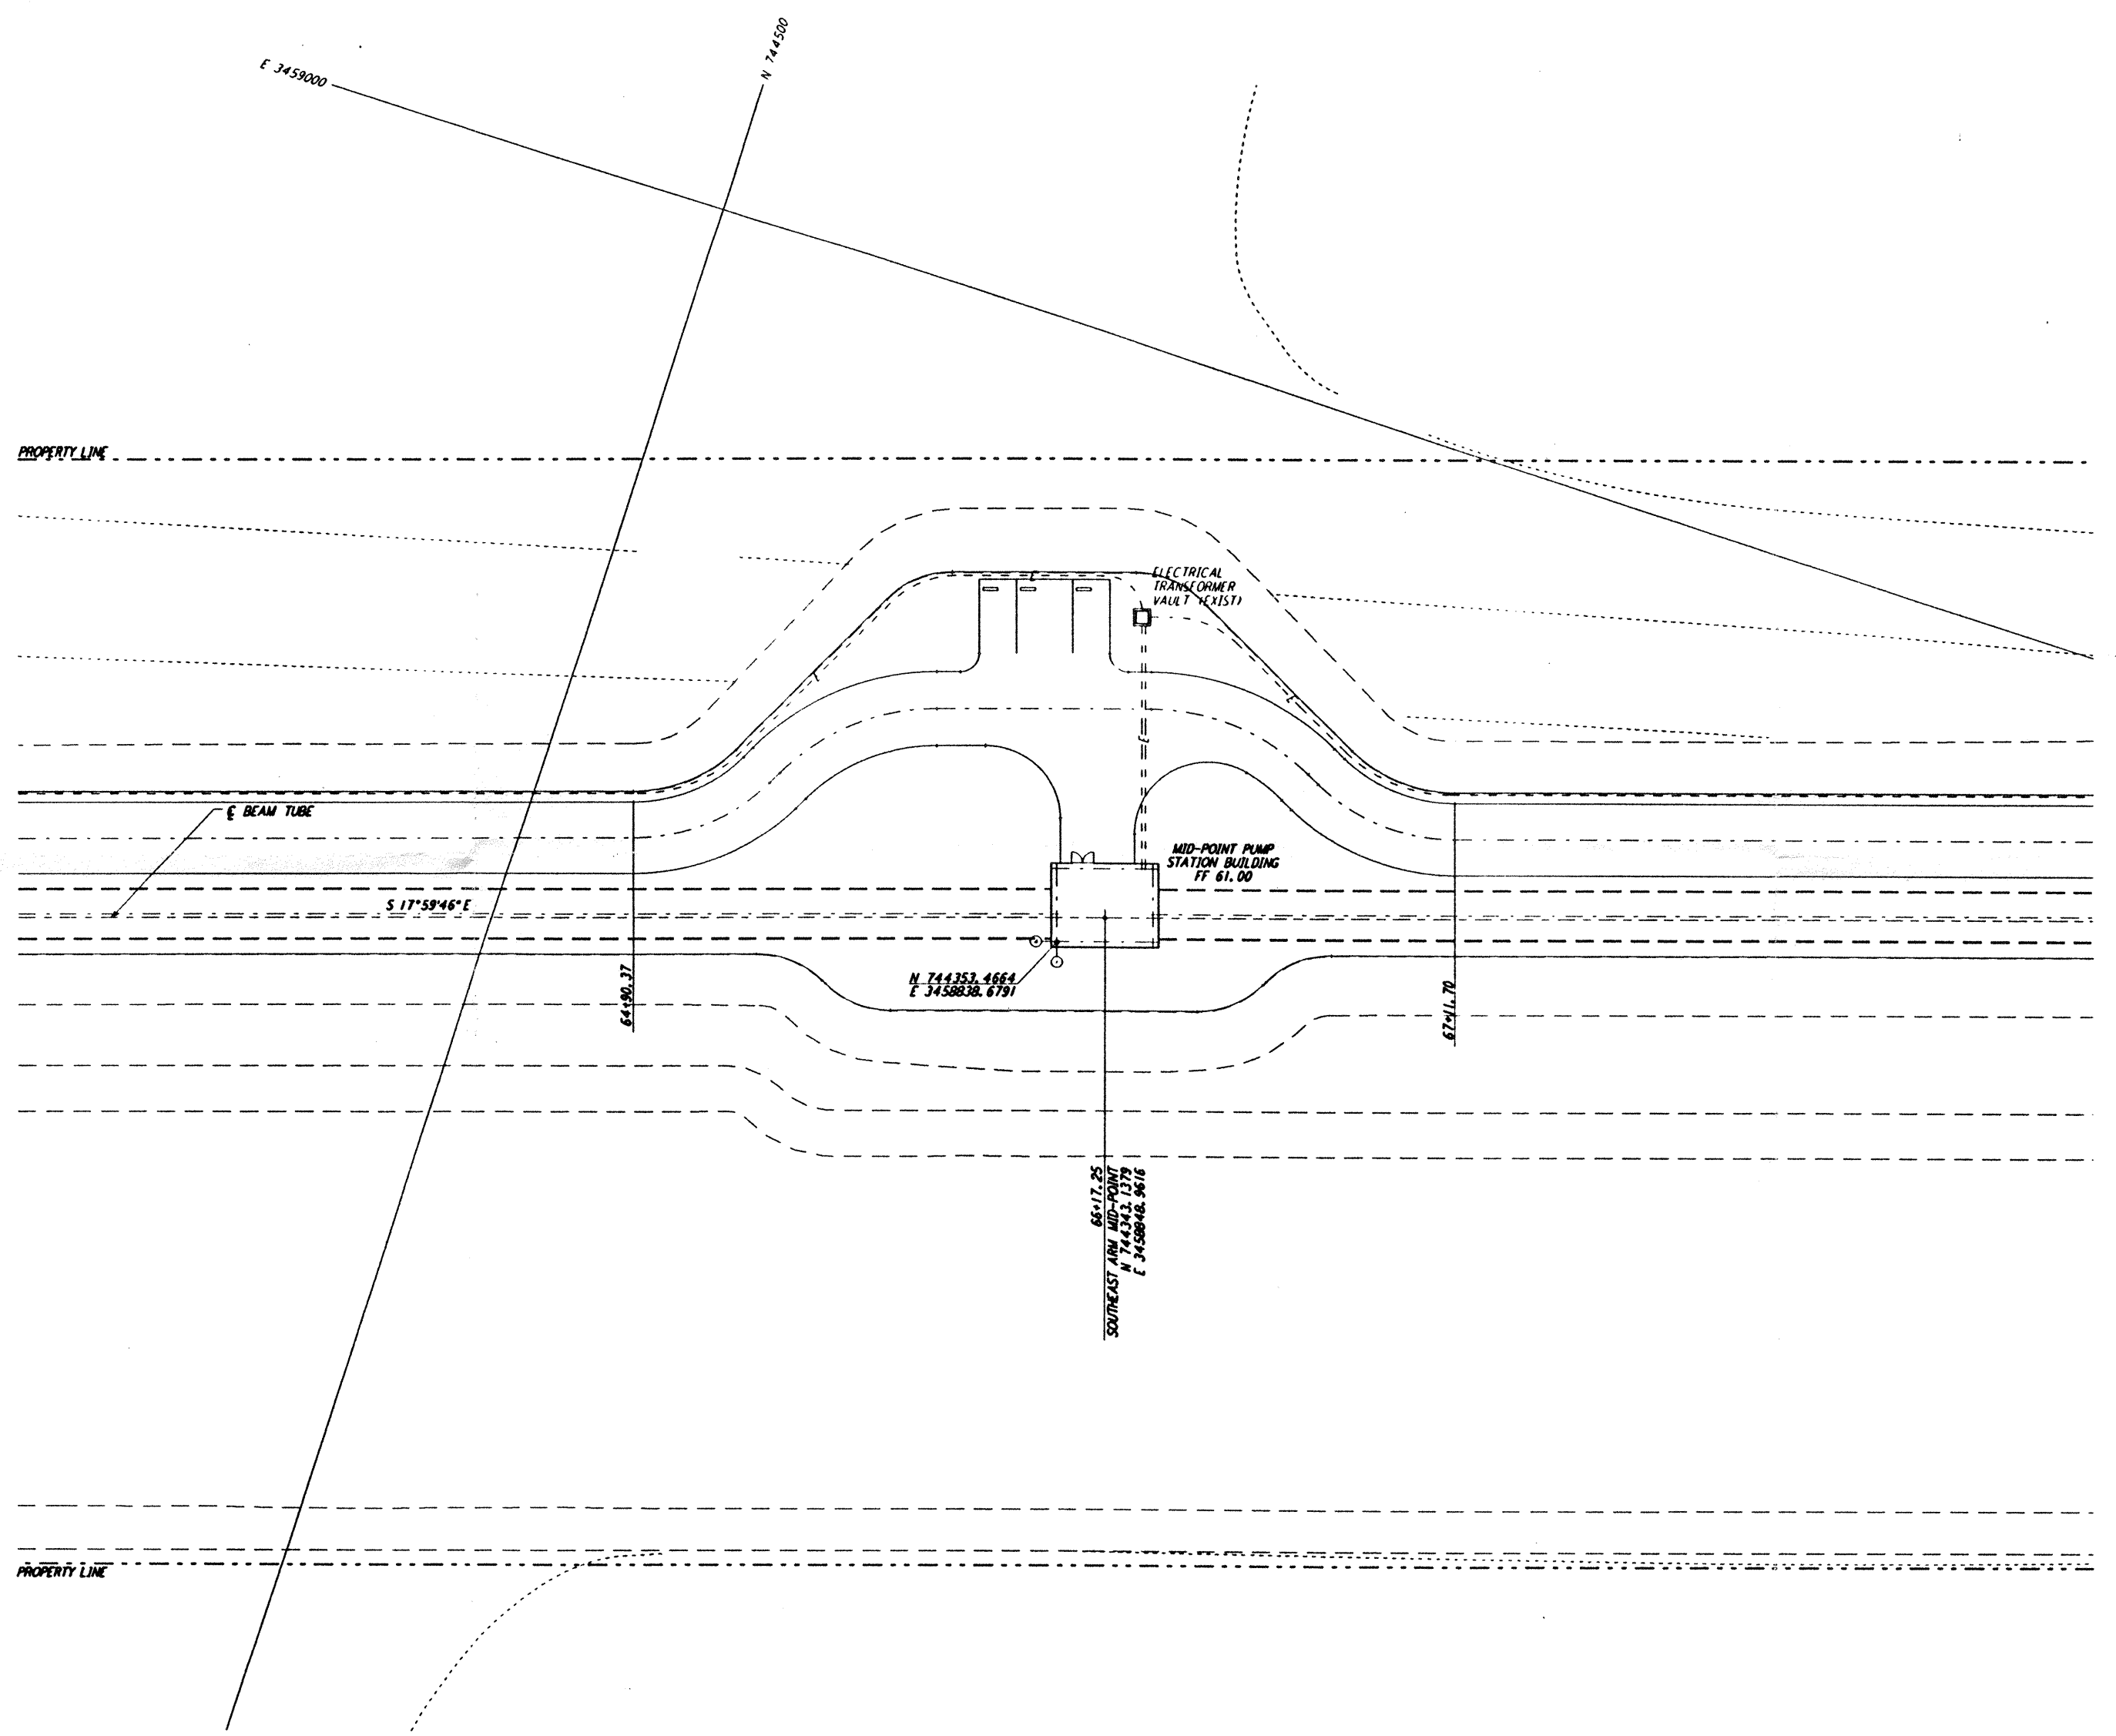 E 3459000
N 744500
PROPERTY LINE
ELECTRICAL
TRANSFORMER
VAULT (EXIST)
℄ BEAM TUBE
MID-POINT PUMP
STATION BUILDING
FF 61.00
S 17°59'46" E
N 744353.4664
E 3458838.6791
64+90.37
67+11.70
66+17.25
SOUTHEAST ARM MID-POINT
N 744343.1379
E 3458848.9616
PROPERTY LINE